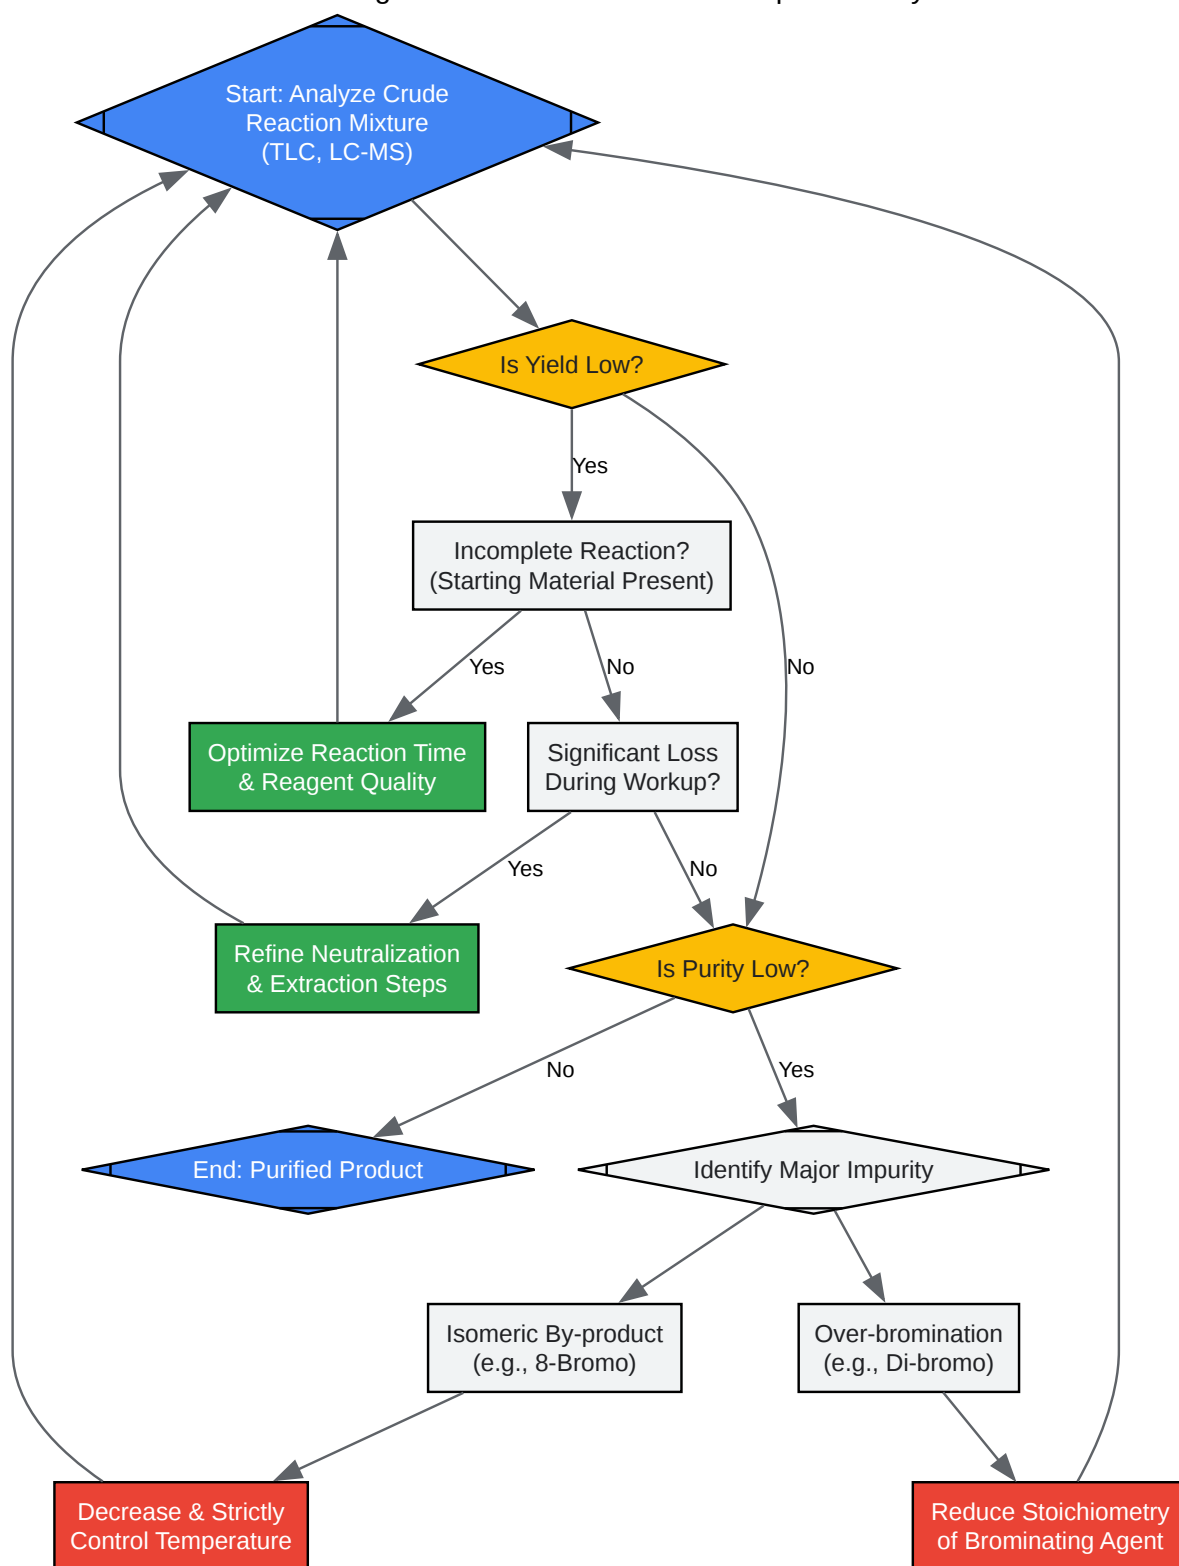 Start: Analyze Crude
Reaction Mixture
(TLC, LC-MS)
Is Yield Low?
Yes
Incomplete Reaction?
(Starting Material Present)
No
Yes
No
Optimize Reaction Time
& Reagent Quality
Significant Loss
During Workup?
Yes
No
Refine Neutralization
& Extraction Steps
Is Purity Low?
No
Yes
End: Purified Product
Identify Major Impurity
Isomeric By-product
(e.g., 8-Bromo)
Over-bromination
(e.g., Di-bromo)
Decrease & Strictly
Control Temperature
Reduce Stoichiometry
of Brominating Agent